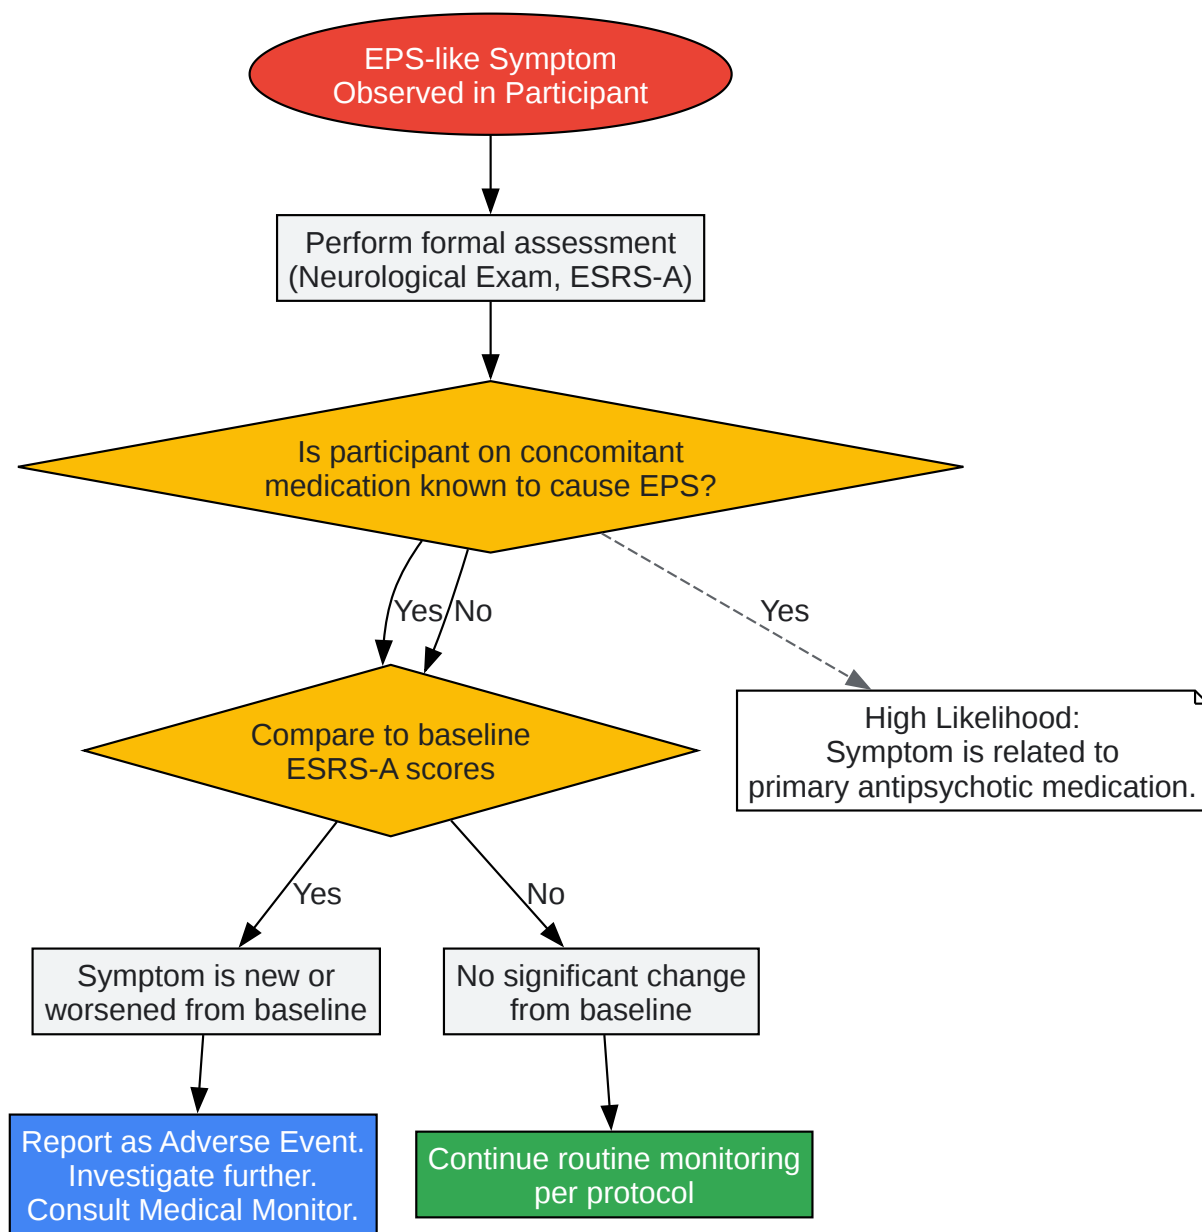 EPS-like Symptom
Observed in Participant
Perform formal assessment
(Neurological Exam, ESRS-A)
Is participant on concomitant
medication known to cause EPS?
Yes
No
Yes
High Likelihood:
Symptom is related to
primary antipsychotic medication.
Compare to baseline
ESRS-A scores
Yes
No
Symptom is new or
worsened from baseline
No significant change
from baseline
Report as Adverse Event.
Investigate further.
Consult Medical Monitor.
Continue routine monitoring
per protocol